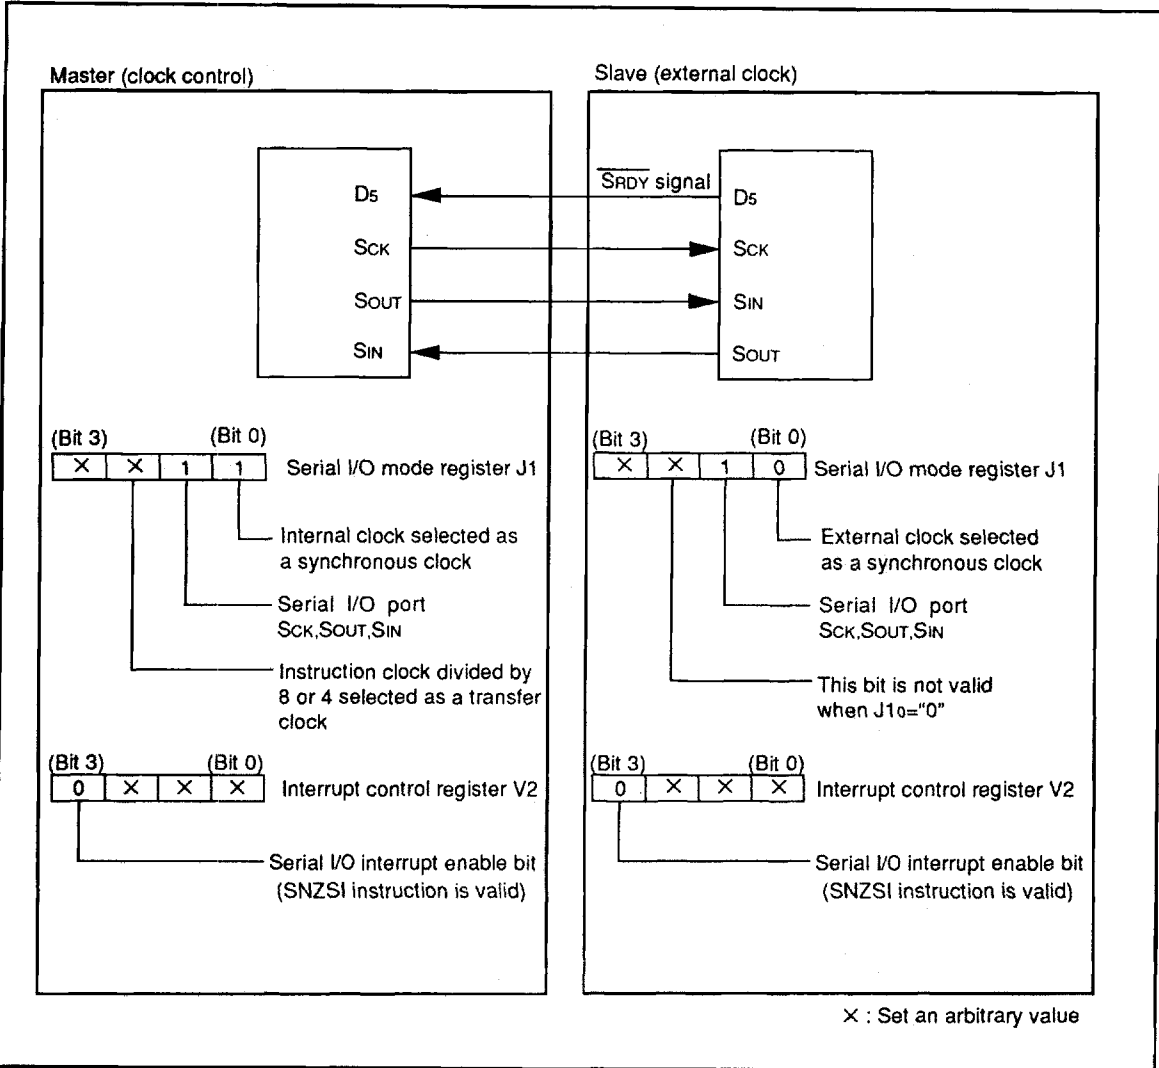 Master (clock control)
D5
SCK
SOUT
SIN
(Bit 3) (Bit 0)
× × 1 1 Serial I/O mode register J1
Internal clock selected as
a synchronous clock
Serial I/O port
SCK,SOUT,SIN
Instruction clock divided by
8 or 4 selected as a transfer
clock
(Bit 3) (Bit 0)
0 × × × Interrupt control register V2
Serial I/O interrupt enable bit
(SNZSI instruction is valid)
Slave (external clock)
S̅R̅D̅Y̅ signal
D5
SCK
SIN
SOUT
(Bit 3) (Bit 0)
× × 1 0 Serial I/O mode register J1
External clock selected
as a synchronous clock
Serial I/O port
SCK,SOUT,SIN
This bit is not valid
when J10=“0”
(Bit 3) (Bit 0)
0 × × × Interrupt control register V2
Serial I/O interrupt enable bit
(SNZSI instruction is valid)
× : Set an arbitrary value